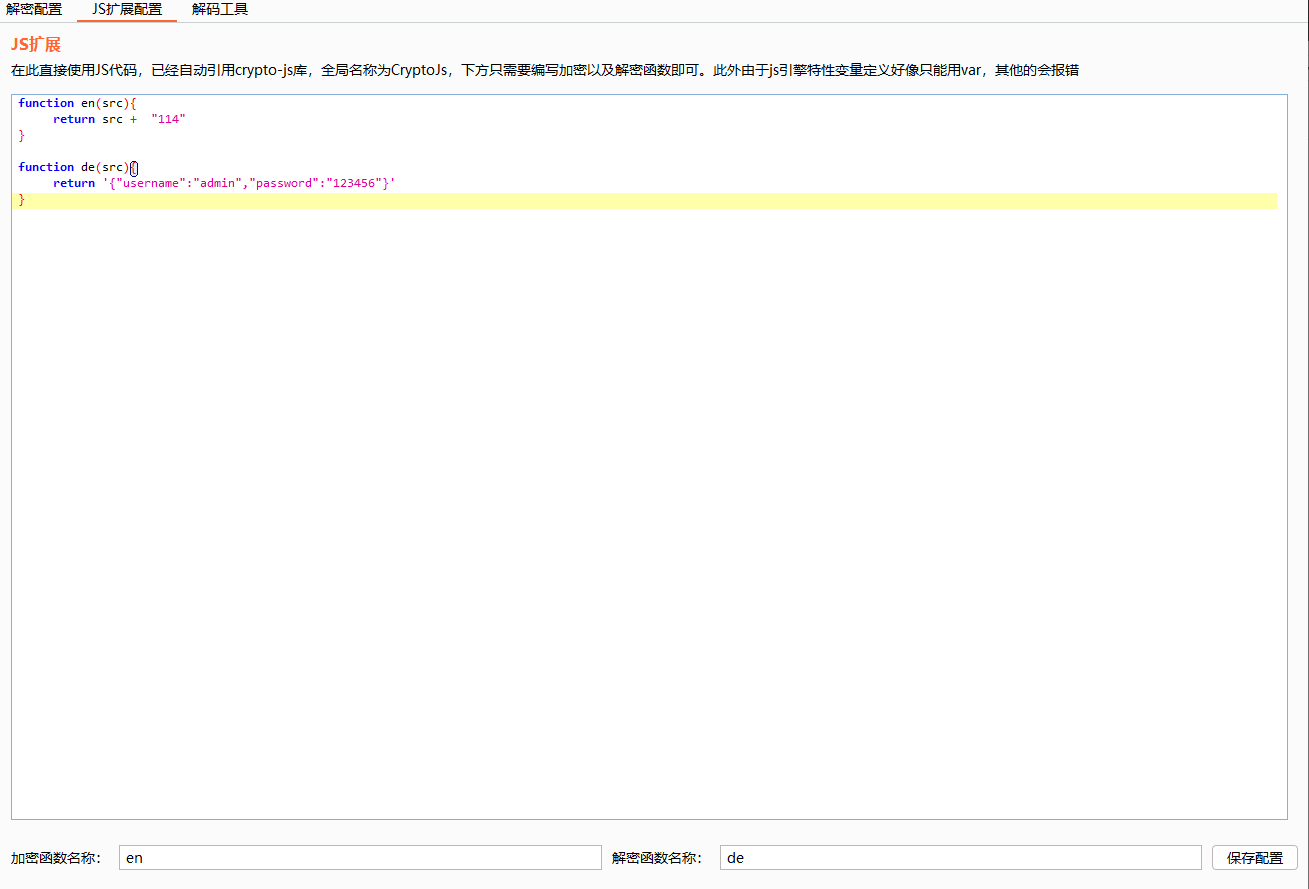 解密配置 JS扩展配置 解码工具
JS扩展
在此直接使用JS代码，已经自动引用crypto-js库，全局名称为CryptoJs，下方只需要编写加密以及解密函数即可。此外由于js引擎特性变量定义好像只能用var，其他的会报错
function en(src){
     return src +  "114"
}
function de(src){
     return '{"username":"admin","password":"123456"}'
}
加密函数名称： en 解密函数名称： de 保存配置